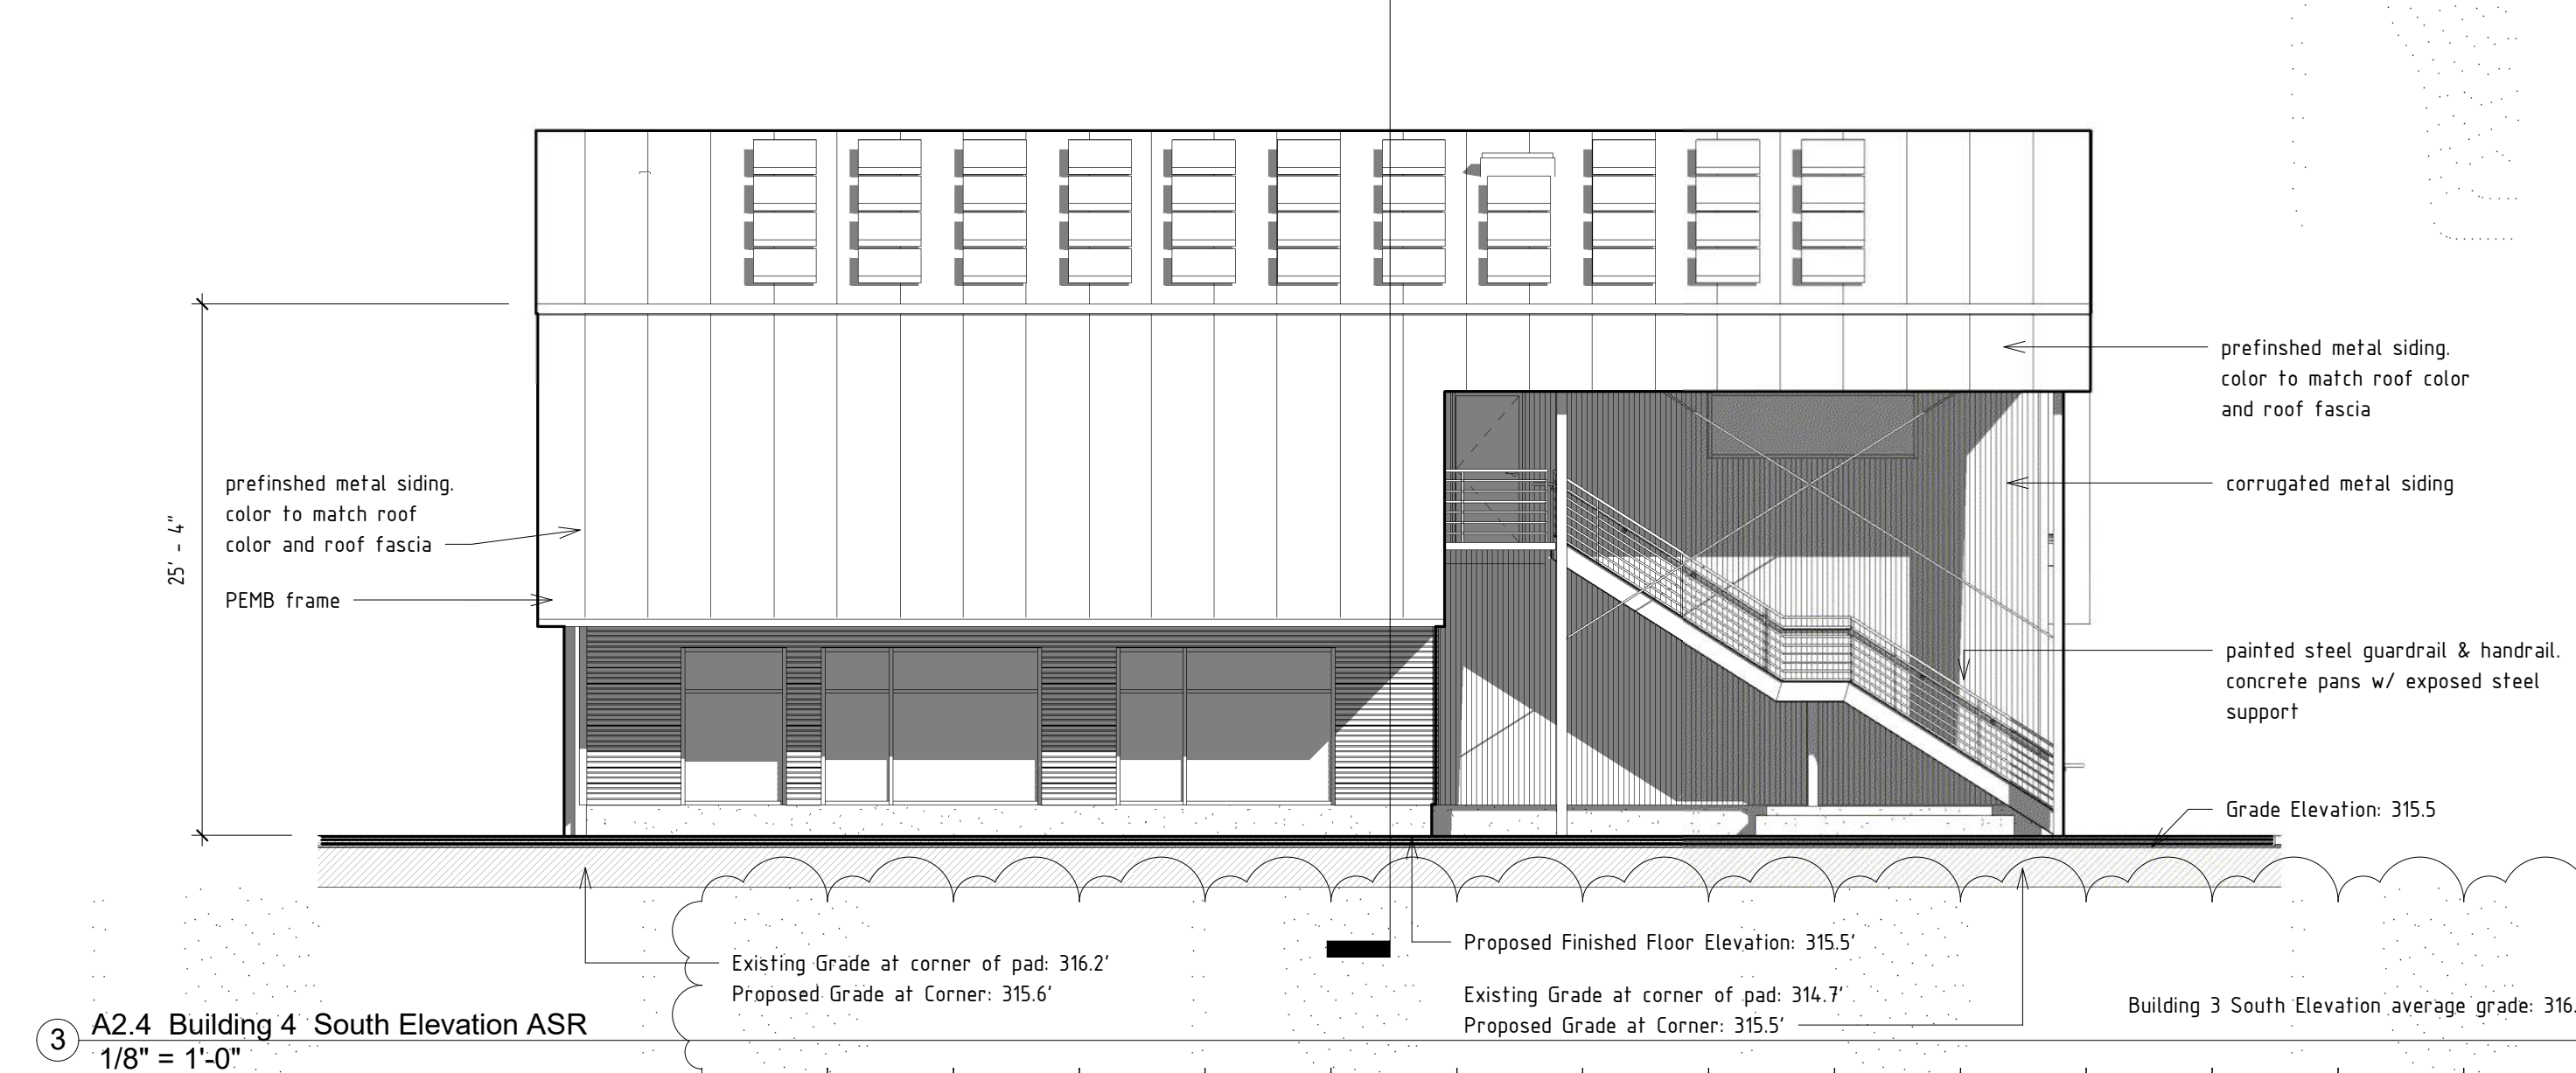 prefinshed metal siding.
color to match roof color
and roof fascia
prefinshed metal siding.
color to match roof
color and roof fascia
corrugated metal siding
25' - 4"
PEMB frame
painted steel guardrail & handrail.
concrete pans w/ exposed steel
support
Grade Elevation: 315.5
Existing Grade at corner of pad: 316.2'
Proposed Grade at Corner: 315.6'
Proposed Finished Floor Elevation: 315.5'
Existing Grade at corner of pad: 314.7'
Proposed Grade at Corner: 315.5'
Building 3 South Elevation average grade: 316.
3 A2.4 Building 4 South Elevation ASR
1/8" = 1'-0"